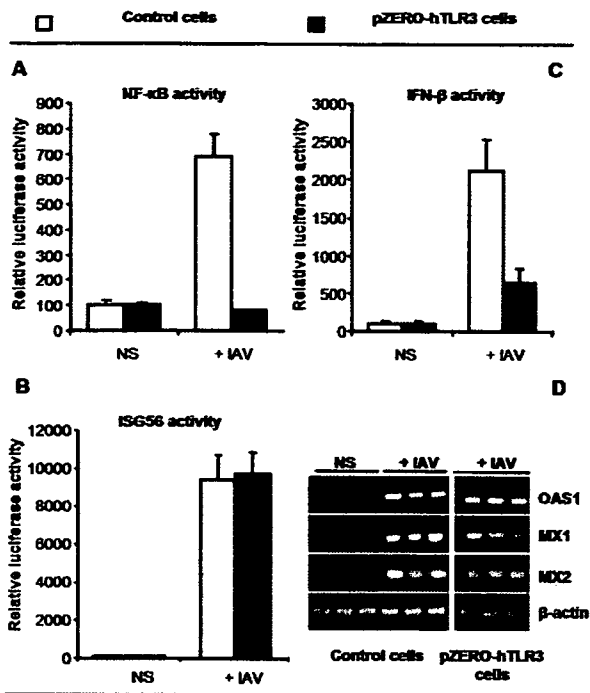 Control cells pZERO-hTLR3 cells
A
NF-κB activity
Relative luciferase activity
900
800
700
600
500
400
300
200
100
0
NS + IAV
C
IFN-β activity
Relative luciferase activity
3000
2500
2000
1500
1000
500
0
NS + IAV
B
ISG56 activity
Relative luciferase activity
12000
10000
8000
6000
4000
2000
0
NS + IAV
D
NS + IAV + IAV
OAS1
MX1
MX2
β-actin
Control cells pZERO-hTLR3
cells